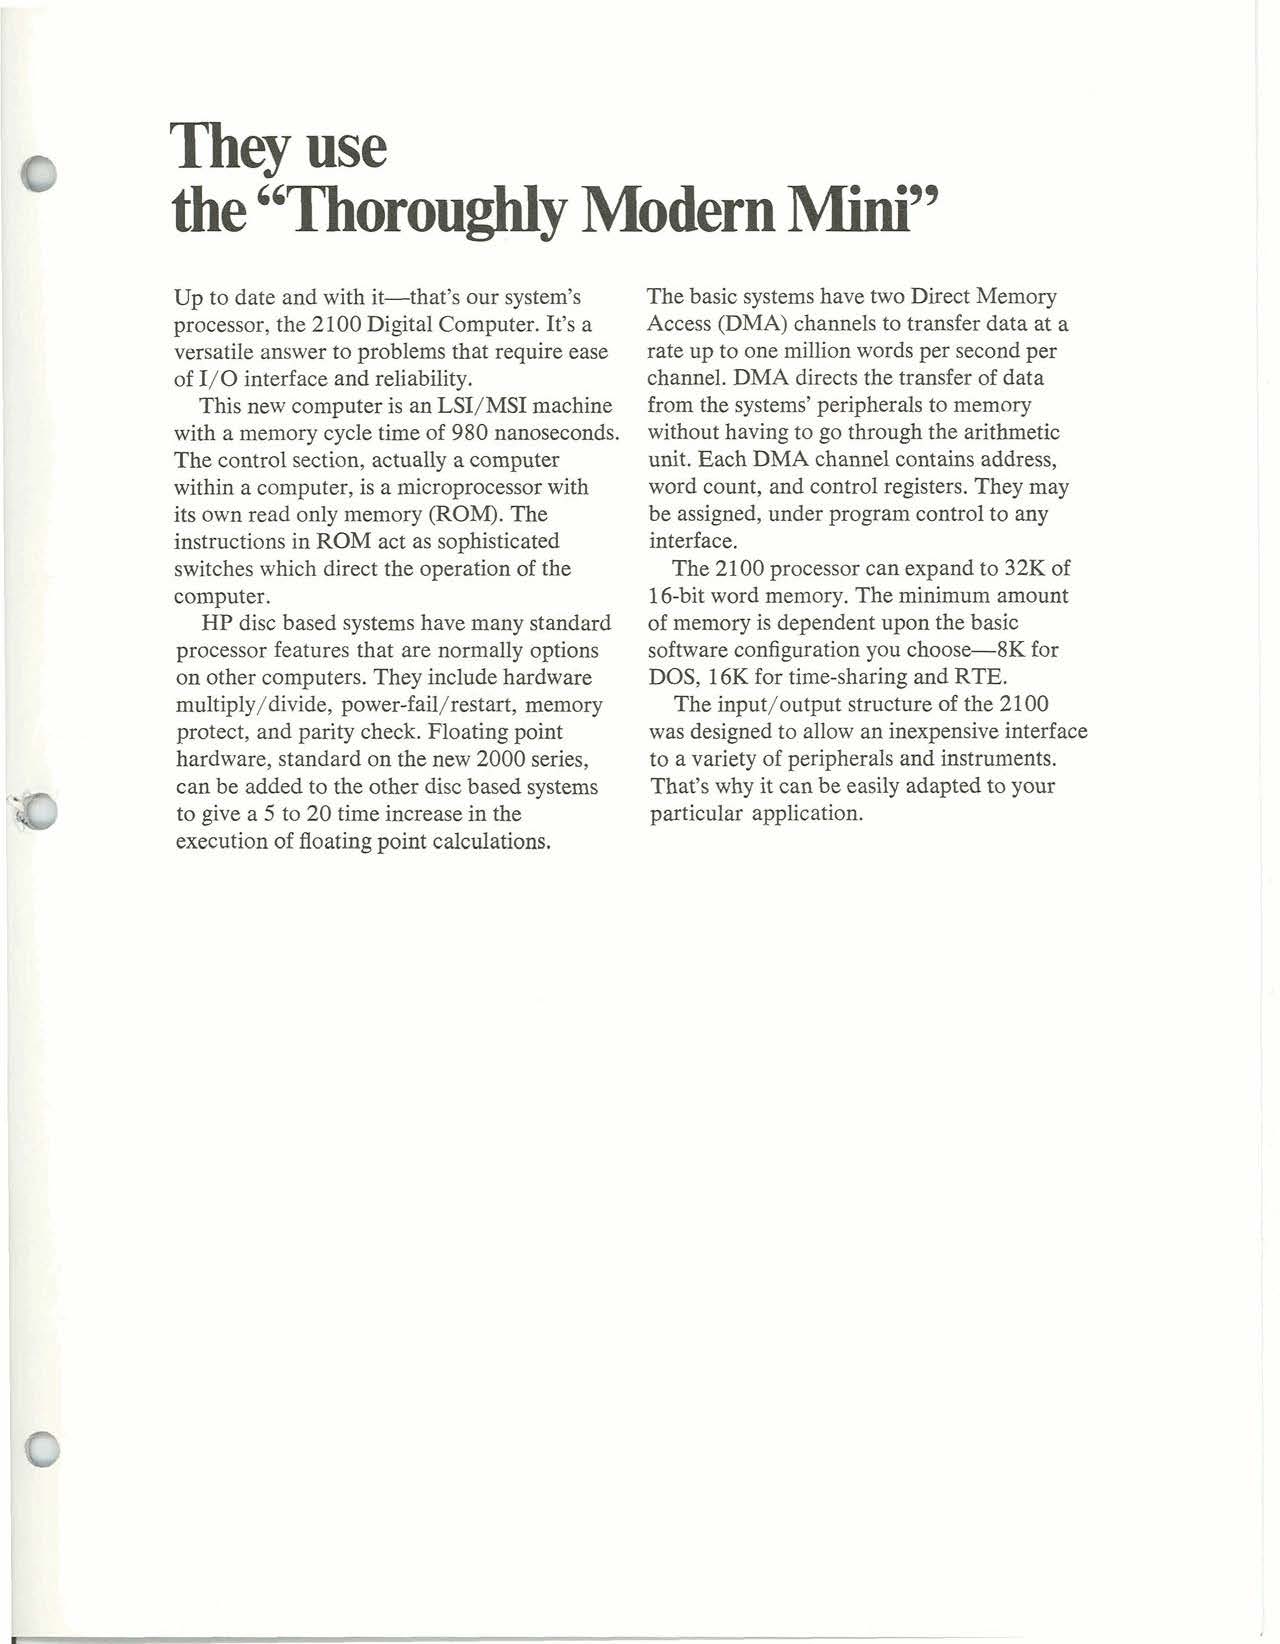 They use
the “Thoroughly Modern Mini”
Up to date and with it—that's our system's
processor, the 2100 Digital Computer. It's a
versatile answer to problems that require ease
of I/O interface and reliability.
This new computer is an LSI/MSI machine
with a memory cycle time of 980 nanoseconds.
The control section, actually a computer
within a computer, is a microprocessor with
its own read only memory (ROM). The
instructions in ROM act as sophisticated
switches which direct the operation of the
computer.
HP disc based systems have many standard
processor features that are normally options
on other computers. They include hardware
multiply/divide, power-fail/restart, memory
protect, and parity check. Floating point
hardware, standard on the new 2000 series,
can be added to the other disc based systems
to give a 5 to 20 time increase in the
execution of floating point calculations.
The basic systems have two Direct Memory
Access (DMA) channels to transfer data at a
rate up to one million words per second per
channel. DMA directs the transfer of data
from the systems' peripherals to memory
without having to go through the arithmetic
unit. Each DMA channel contains address,
word count, and control registers. They may
be assigned, under program control to any
interface.
The 2100 processor can expand to 32K of
16-bit word memory. The minimum amount
of memory is dependent upon the basic
software configuration you choose—8K for
DOS, 16K for time-sharing and RTE.
The input/output structure of the 2100
was designed to allow an inexpensive interface
to a variety of peripherals and instruments.
That's why it can be easily adapted to your
particular application.